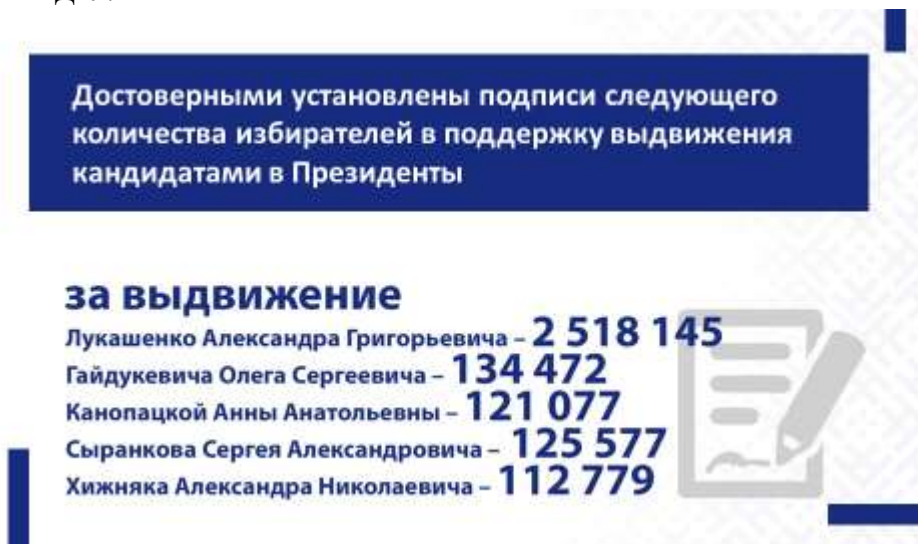 Достоверными установлены подписи следующего
количества избирателей в поддержку выдвижения
кандидатами в Президенты
за выдвижение
Лукашенко Александра Григорьевича – 2 518 145
Гайдукевича Олега Сергеевича – 134 472
Канопацкой Анны Анатольевны – 121 077
Сыранкова Сергея Александровича – 125 577
Хижняка Александра Николаевича – 112 779